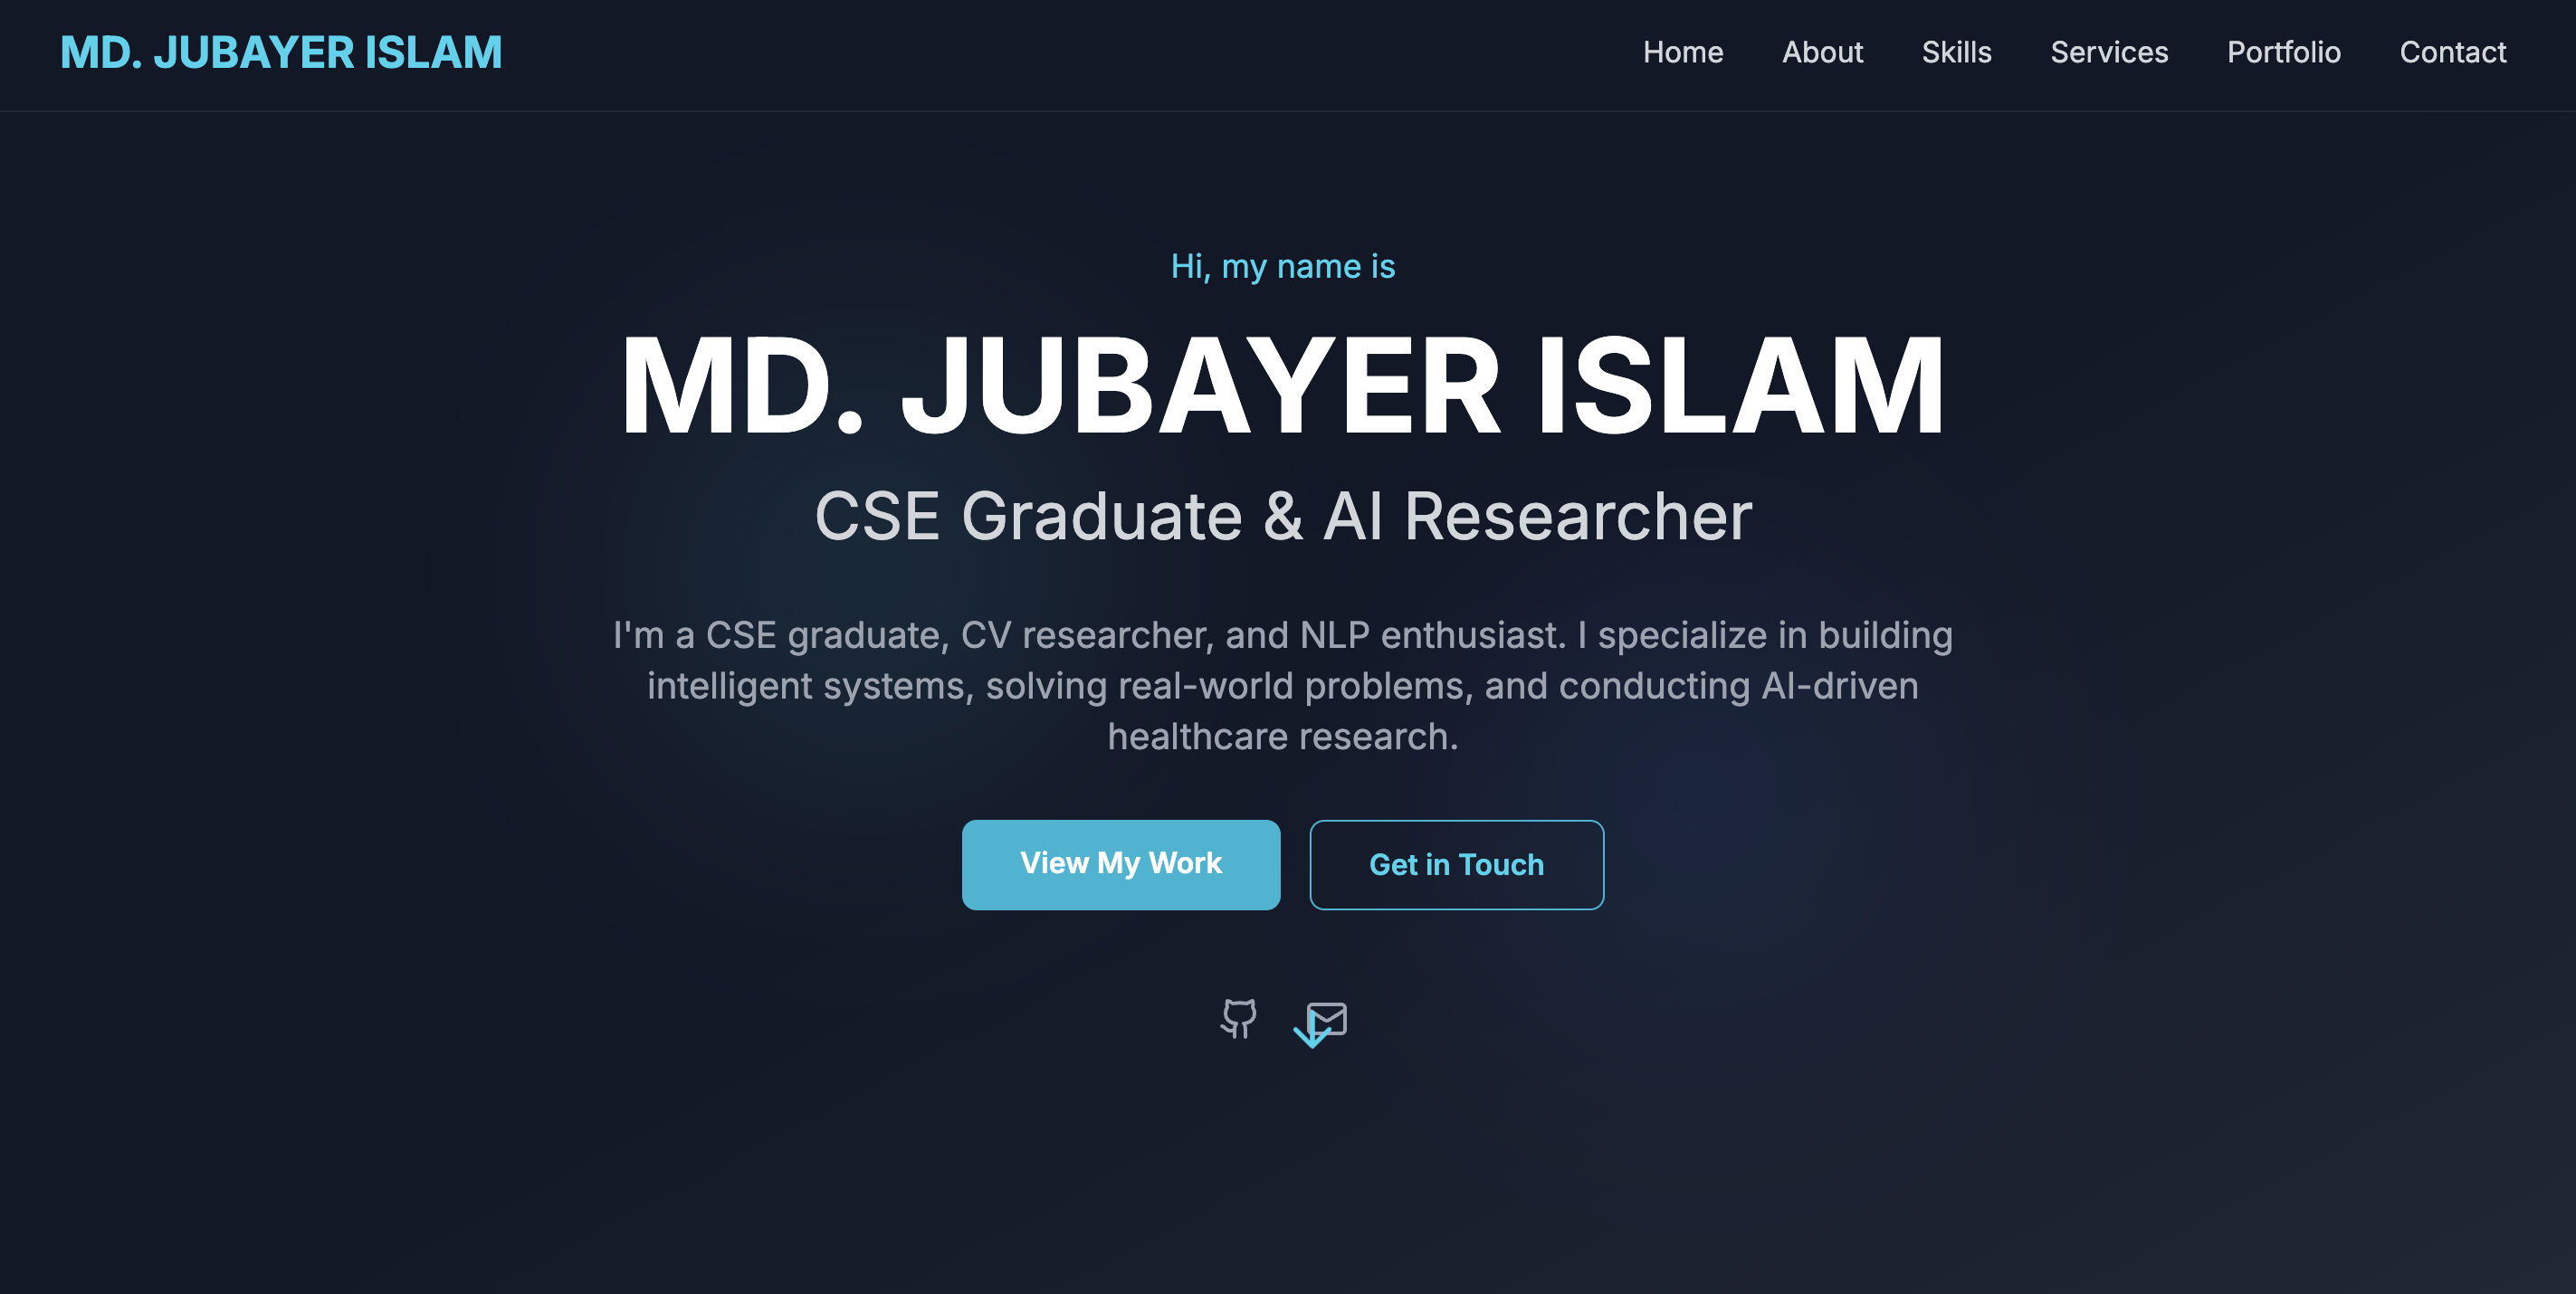 MD. JUBAYER ISLAM
Home About Skills Services Portfolio Contact
Hi, my name is
MD. JUBAYER ISLAM
CSE Graduate & AI Researcher
I'm a CSE graduate, CV researcher, and NLP enthusiast. I specialize in building
intelligent systems, solving real-world problems, and conducting AI-driven
healthcare research.
View My Work
Get in Touch